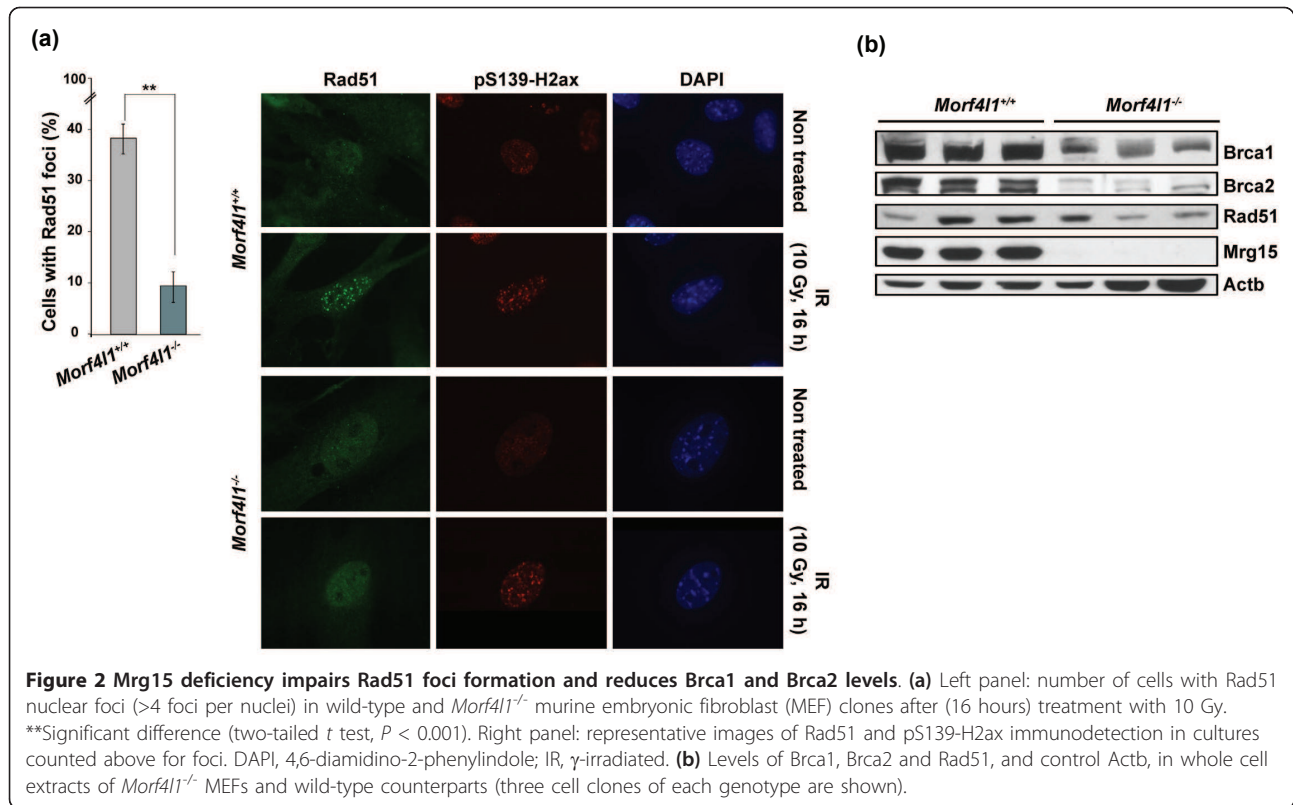 (a)
Cells with Rad51 foci (%)
100
40
30
20
10
0
**
Morf4l1+/+
Morf4l1-/-
Rad51
pS139-H2ax
DAPI
Morf4l1+/+
Non treated
IR
(10 Gy, 16 h)
Morf4l1-/-
Non treated
IR
(10 Gy, 16 h)
(b)
Morf4l1+/+
Morf4l1-/-
Brca1
Brca2
Rad51
Mrg15
Actb
Figure 2 Mrg15 deficiency impairs Rad51 foci formation and reduces Brca1 and Brca2 levels. (a) Left panel: number of cells with Rad51
nuclear foci (>4 foci per nuclei) in wild-type and Morf4l1-/- murine embryonic fibroblast (MEF) clones after (16 hours) treatment with 10 Gy.
**Significant difference (two-tailed t test, P < 0.001). Right panel: representative images of Rad51 and pS139-H2ax immunodetection in cultures
counted above for foci. DAPI, 4,6-diamidino-2-phenylindole; IR, γ-irradiated. (b) Levels of Brca1, Brca2 and Rad51, and control Actb, in whole cell
extracts of Morf4l1-/- MEFs and wild-type counterparts (three cell clones of each genotype are shown).